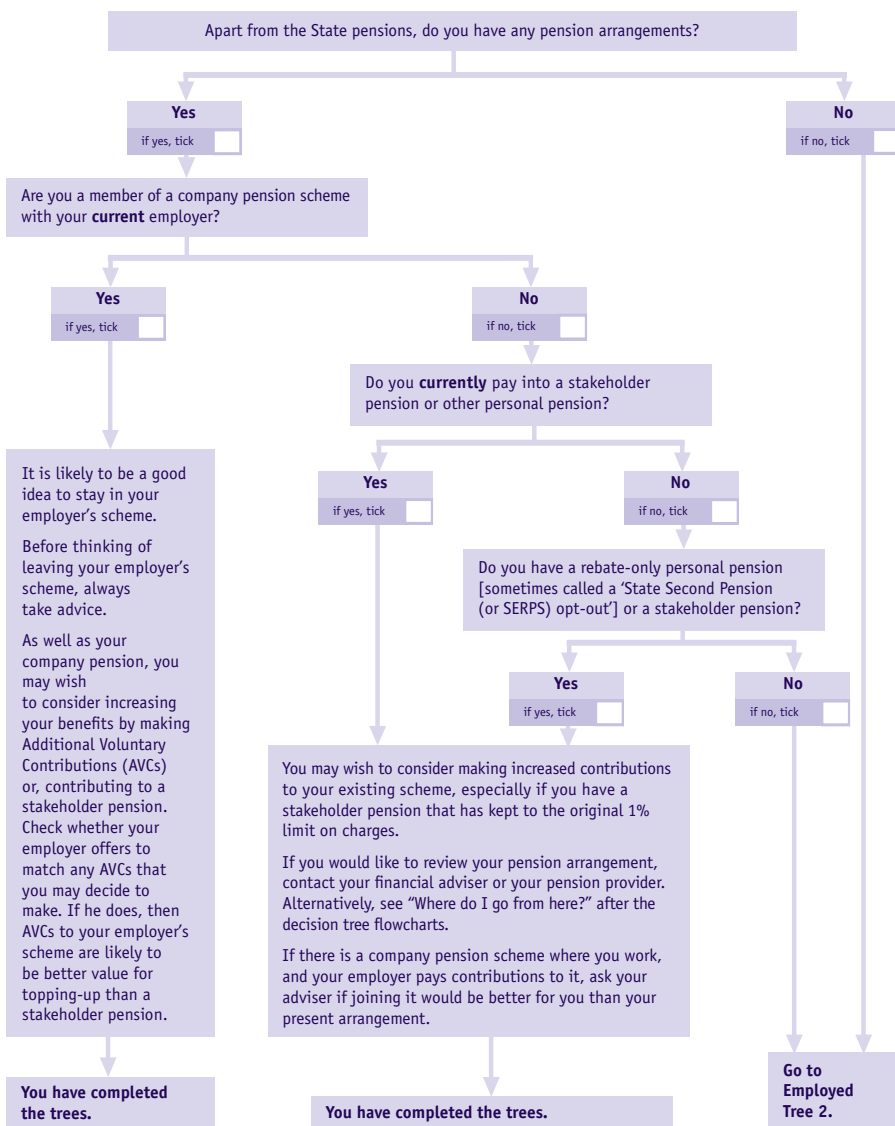 Apart from the State pensions, do you have any pension arrangements?
Yes
if yes, tick
No
if no, tick
Are you a member of a company pension scheme
with your current employer?
Yes
if yes, tick
No
if no, tick
Do you currently pay into a stakeholder
pension or other personal pension?
Yes
if yes, tick
No
if no, tick
Do you have a rebate-only personal pension
[sometimes called a ‘State Second Pension
(or SERPS) opt-out’] or a stakeholder pension?
Yes
if yes, tick
No
if no, tick
It is likely to be a good
idea to stay in your
employer’s scheme.
Before thinking of
leaving your employer’s
scheme, always
take advice.
As well as your
company pension, you
may wish
to consider increasing
your benefits by making
Additional Voluntary
Contributions (AVCs)
or, contributing to a
stakeholder pension.
Check whether your
employer offers to
match any AVCs that
you may decide to
make. If he does, then
AVCs to your employer’s
scheme are likely to
be better value for
topping-up than a
stakeholder pension.
You may wish to consider making increased contributions
to your existing scheme, especially if you have a
stakeholder pension that has kept to the original 1%
limit on charges.
If you would like to review your pension arrangement,
contact your financial adviser or your pension provider.
Alternatively, see “Where do I go from here?” after the
decision tree flowcharts.
If there is a company pension scheme where you work,
and your employer pays contributions to it, ask your
adviser if joining it would be better for you than your
present arrangement.
You have completed
the trees.
You have completed the trees.
Go to
Employed
Tree 2.